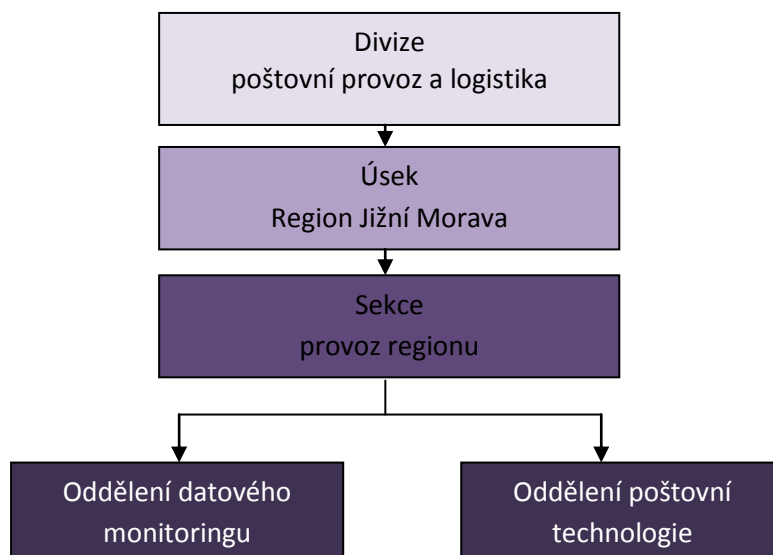 Divize
poštovní provoz a logistika
Úsek
Region Jižní Morava
Sekce
provoz regionu
Oddělení datového
monitoringu
Oddělení poštovní
technologie